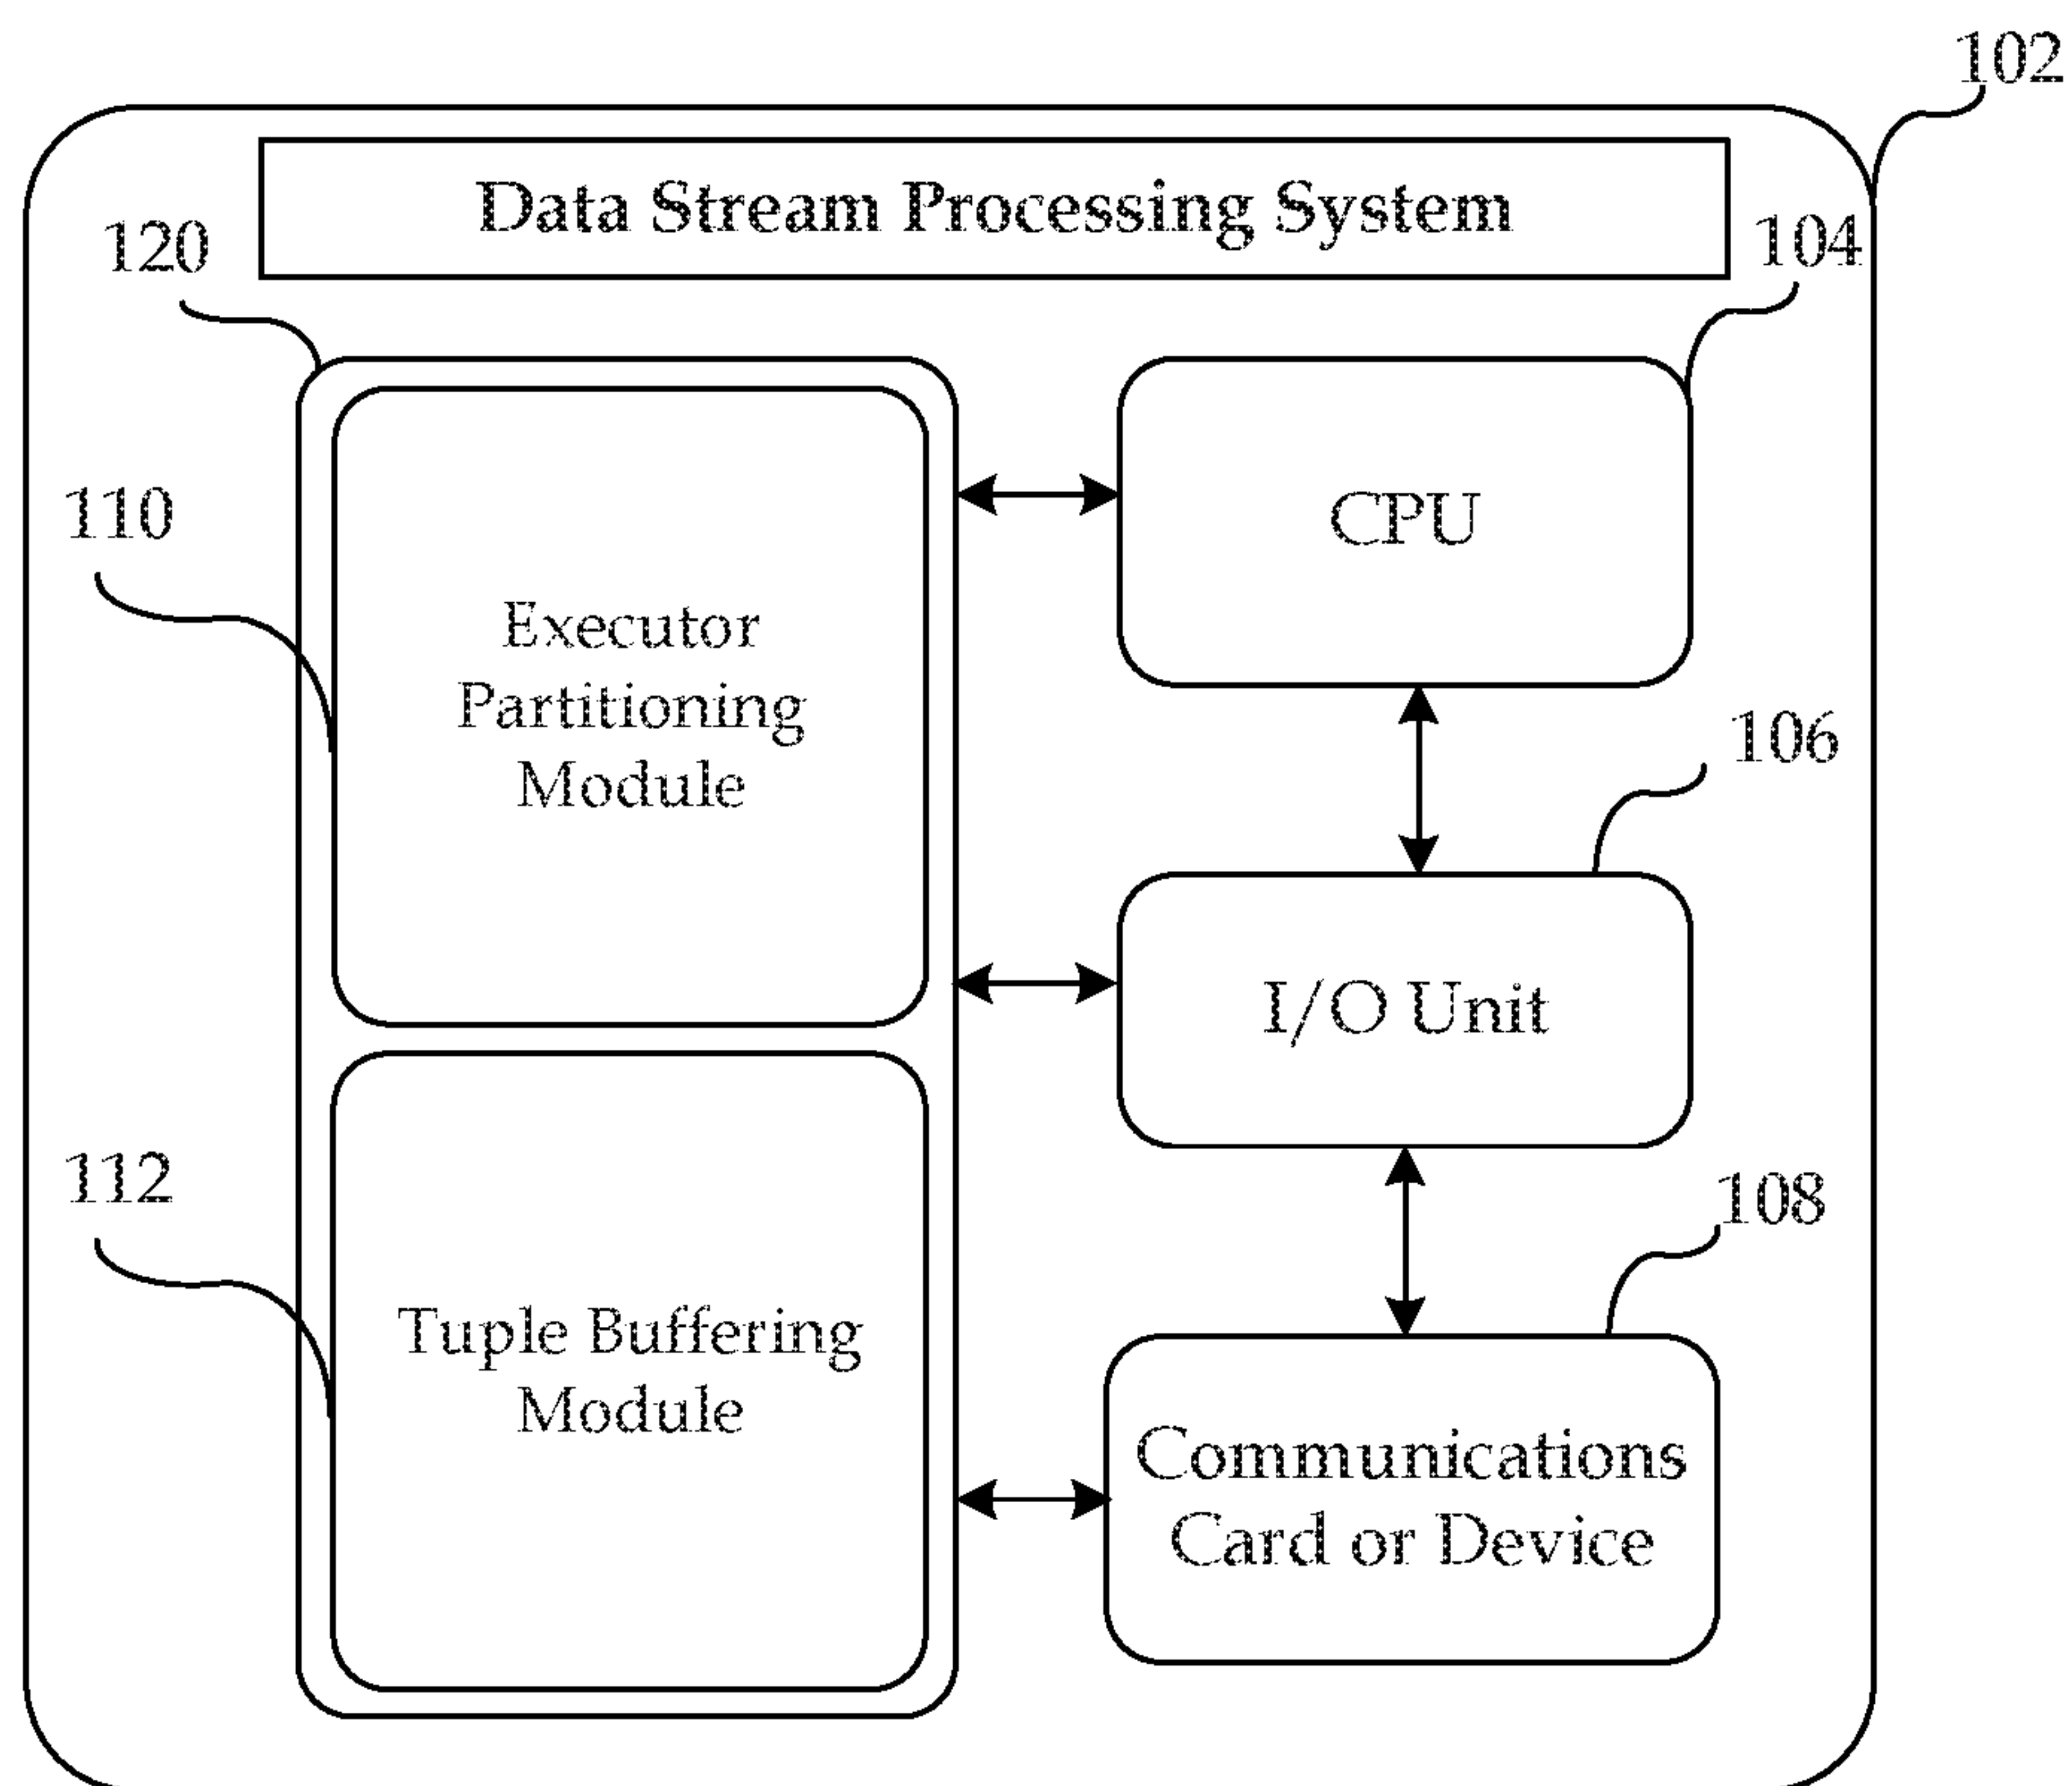 102
Data Stream Processing System
120
104
110
Executor
Partitioning
Module
CPU
106
I/O Unit
112
Tuple Buffering
Module
108
Communications
Card or Device